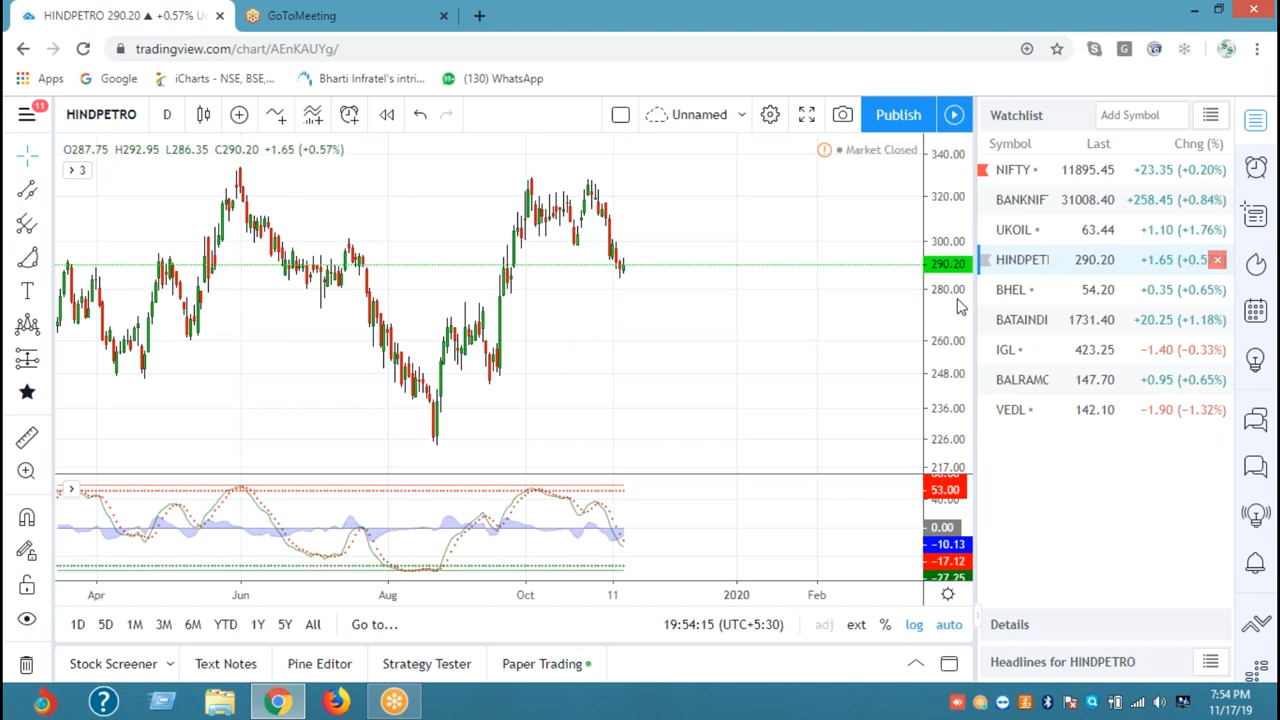 HINDPETRO 290.20 ▲ +0.57% U
GoToMeeting
tradingview.com/chart/AEnKAUYg/
Apps
Google
iCharts - NSE, BSE,...
Bharti Infratel's intri...
99+
(130) WhatsApp
11
HINDPETRO
D
Unnamed
Publish
Watchlist
Add Symbol
O287.75 H292.95 L286.35 C290.20 +1.65 (+0.57%)
Market Closed
3
Symbol Last Chng (%)
NIFTY 11895.45 +23.35 (+0.20%)
BANKNIF 31008.40 +258.45 (+0.84%)
UKOIL 63.44 +1.10 (+1.76%)
HINDPET 290.20 +1.65 (+0.5
BHEL 54.20 +0.35 (+0.65%)
BATAINDI 1731.40 +20.25 (+1.18%)
IGL 423.25 −1.40 (−0.33%)
BALRAMC 147.70 +0.95 (+0.65%)
VEDL 142.10 −1.90 (−1.32%)
340.00
320.00
300.00
290.20
280.00
260.00
248.00
236.00
226.00
217.00
53.00
0.00
−10.13
−17.12
−27.25
Apr Jun Aug Oct 11 2020 Feb
1D 5D 1M 3M 6M YTD 1Y 5Y All Go to...
19:54:15 (UTC+5:30) adj ext % log auto
Details
Stock Screener Text Notes Pine Editor Strategy Tester Paper Trading
Headlines for HINDPETRO
7:54 PM
11/17/19